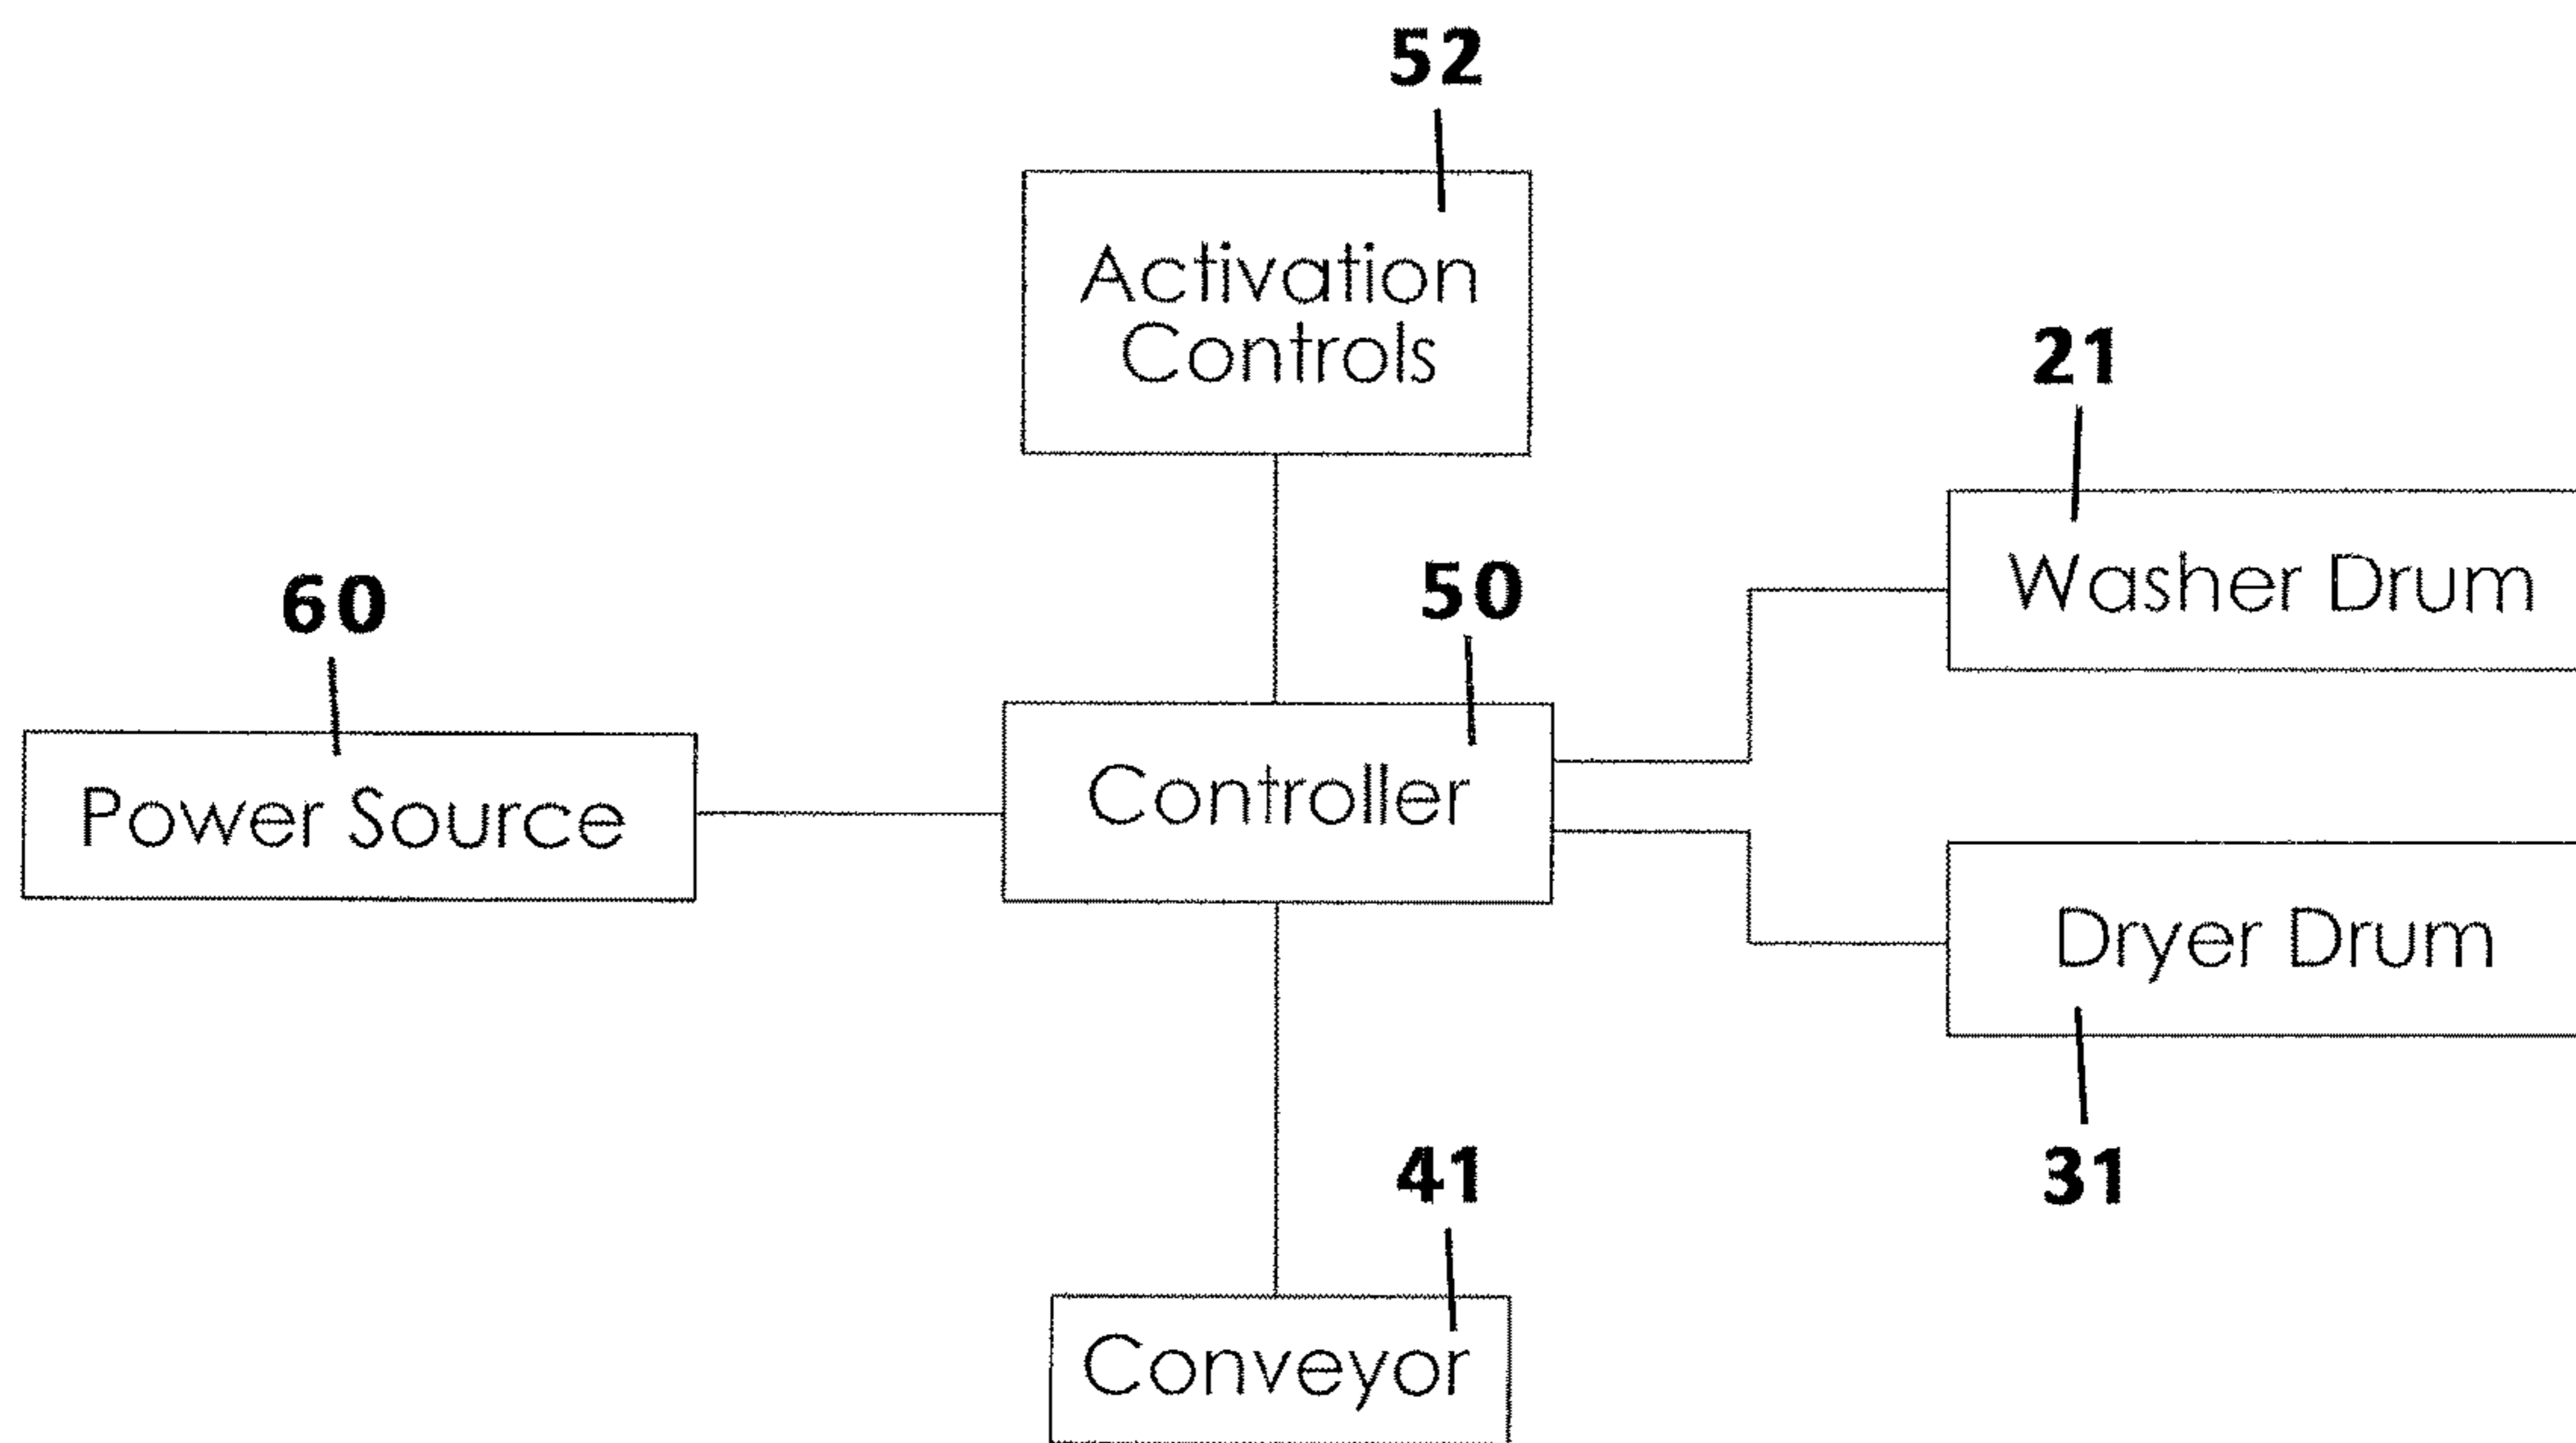 52
Activation
Controls
21
Washer Drum
60
Power Source
50
Controller
Dryer Drum
31
41
Conveyor